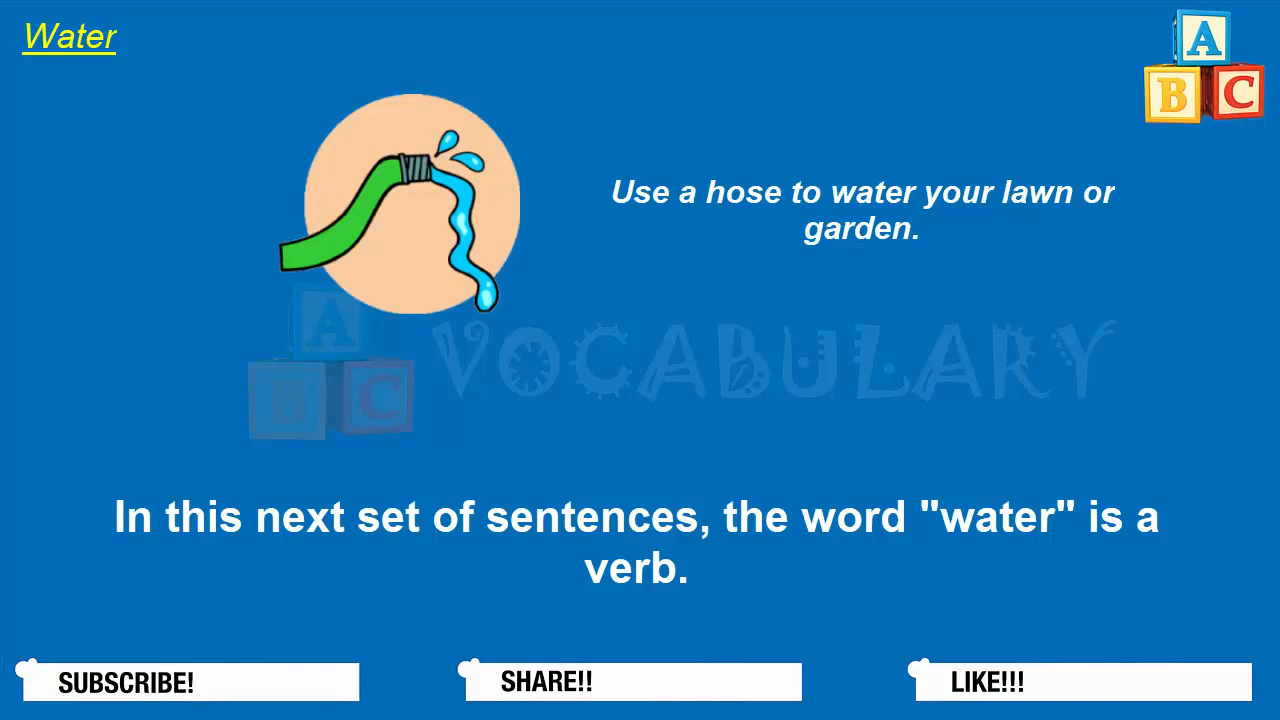 Water
A
B C
Use a hose to water your lawn or
garden.
A
B C
VOCABULARY
In this next set of sentences, the word "water" is a
verb.
SUBSCRIBE!
SHARE!!
LIKE!!!